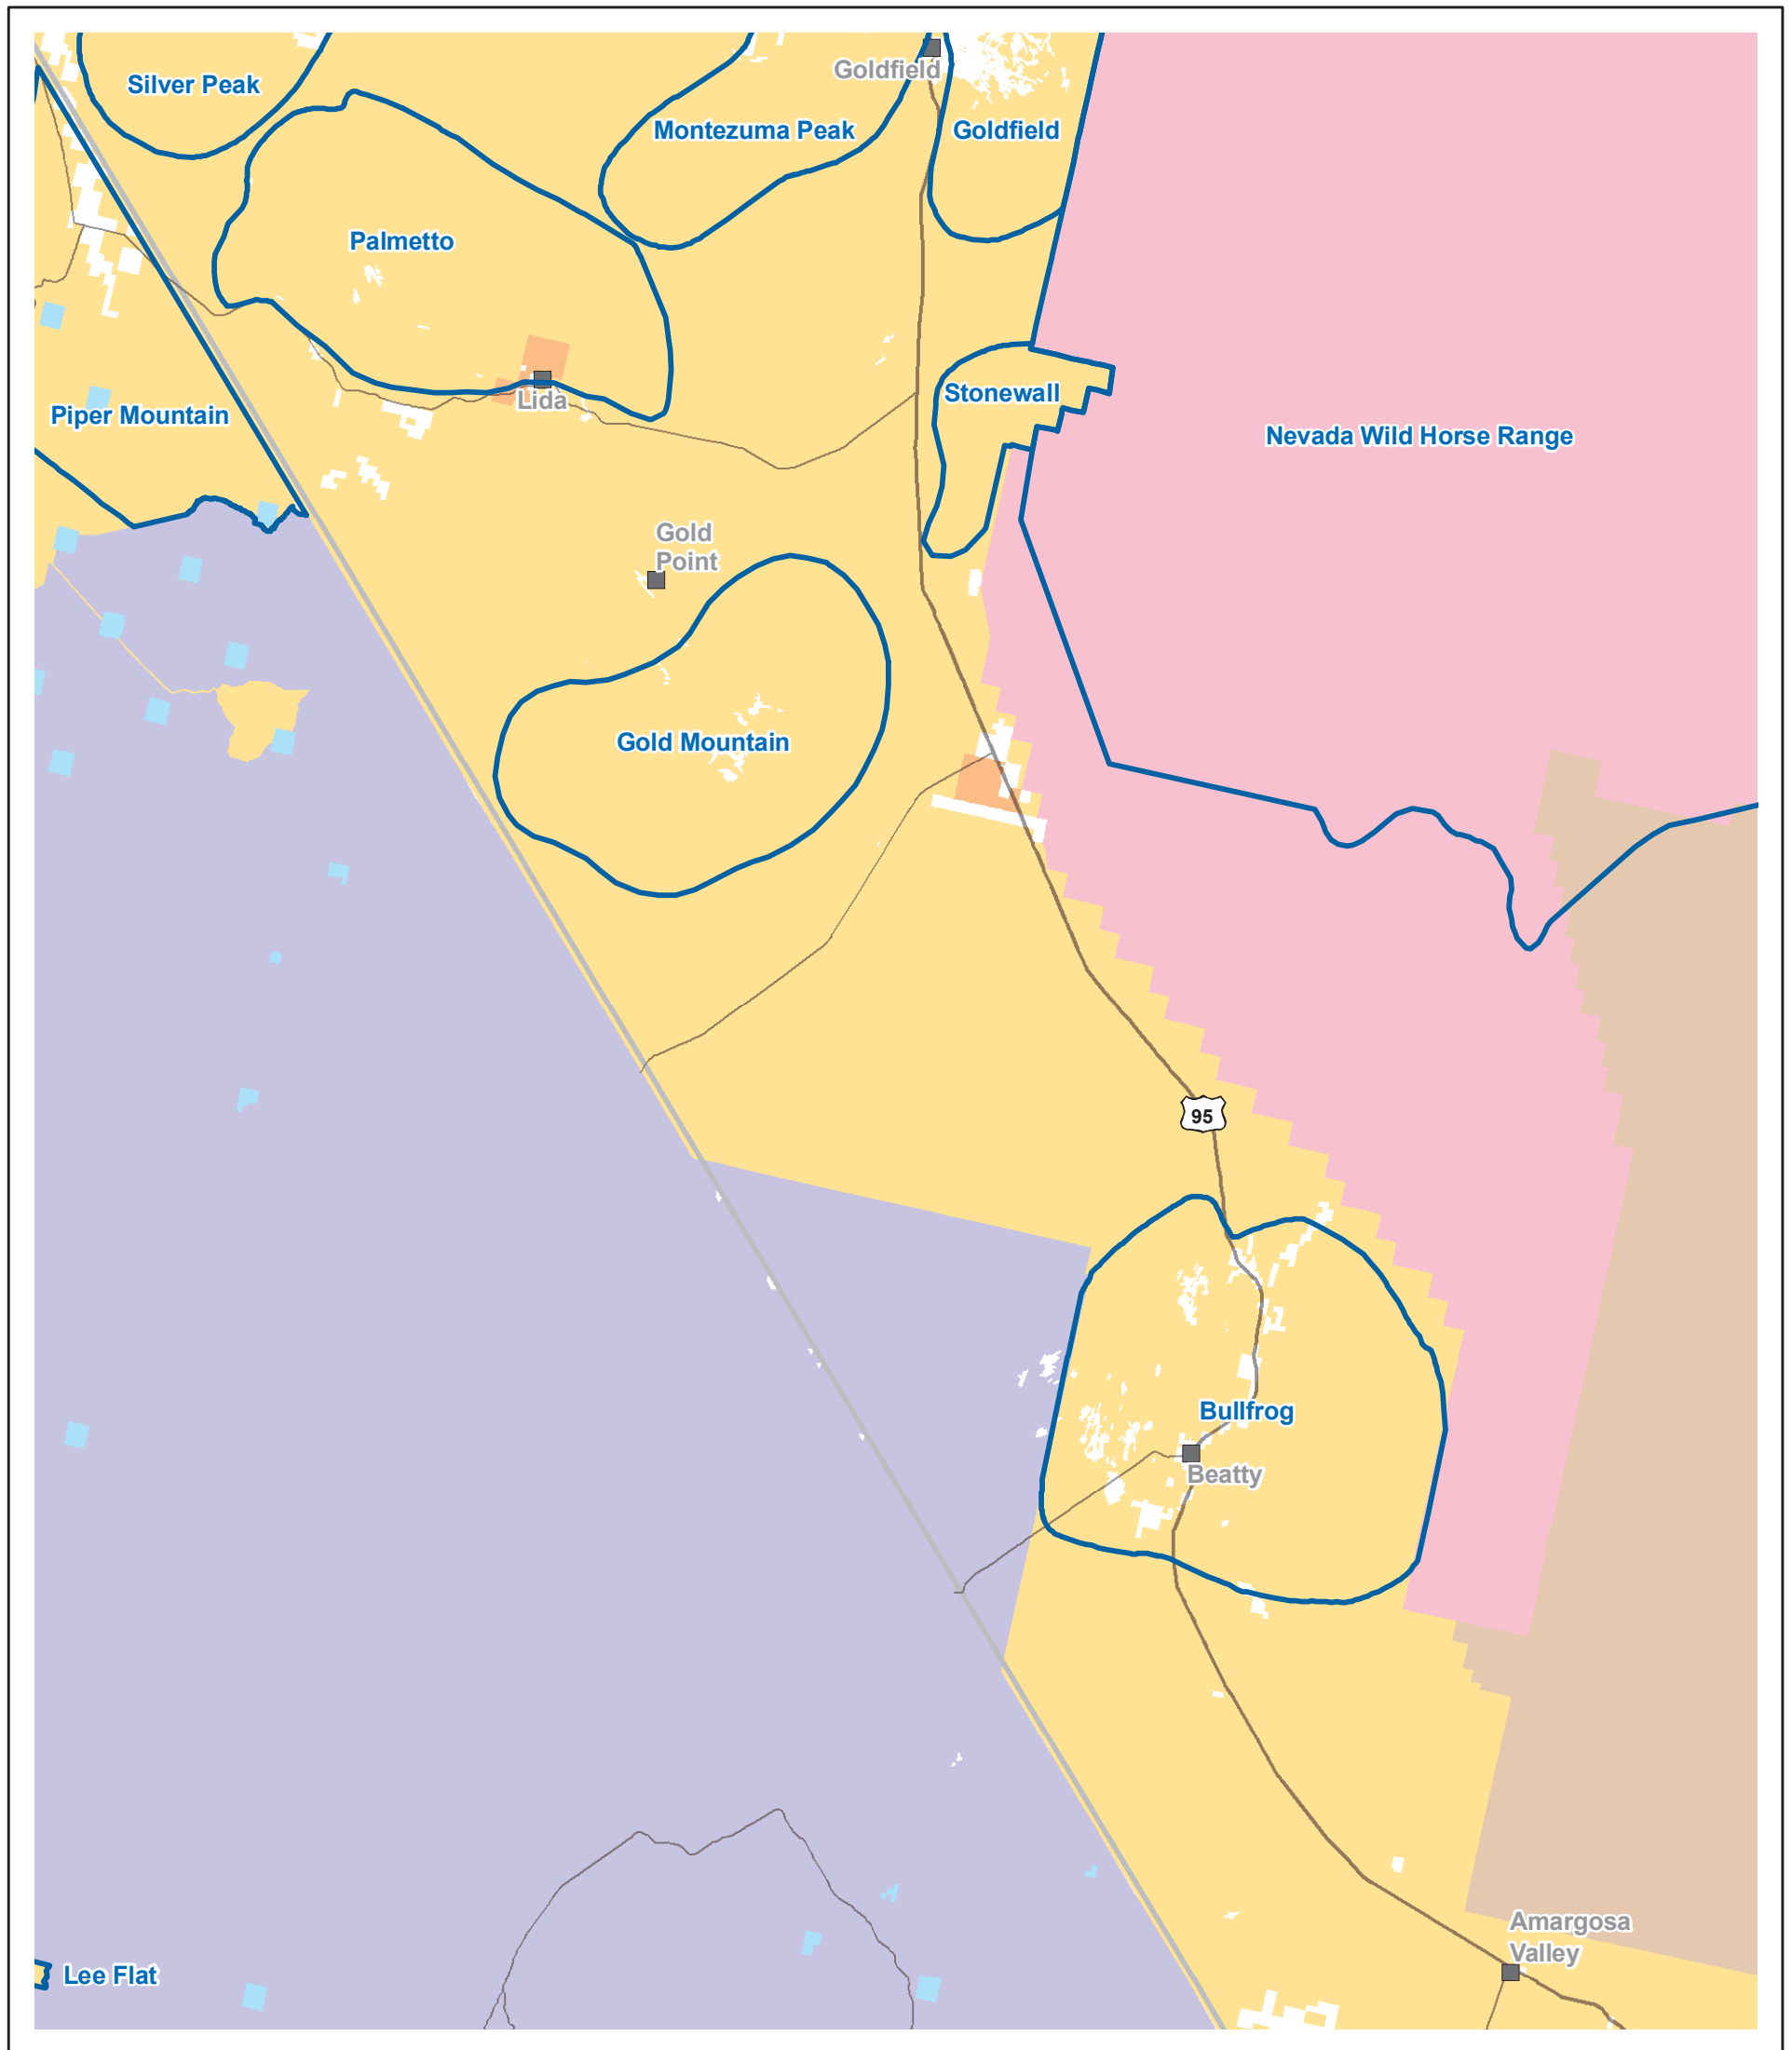 Goldfield
Silver Peak
Montezuma Peak
Goldfield
Palmetto
Stonewall
Lida
Piper Mountain
Nevada Wild Horse Range
Gold
Point
Gold Mountain
95
Bullfrog
Beatty
Amargosa
Valley
Lee Flat